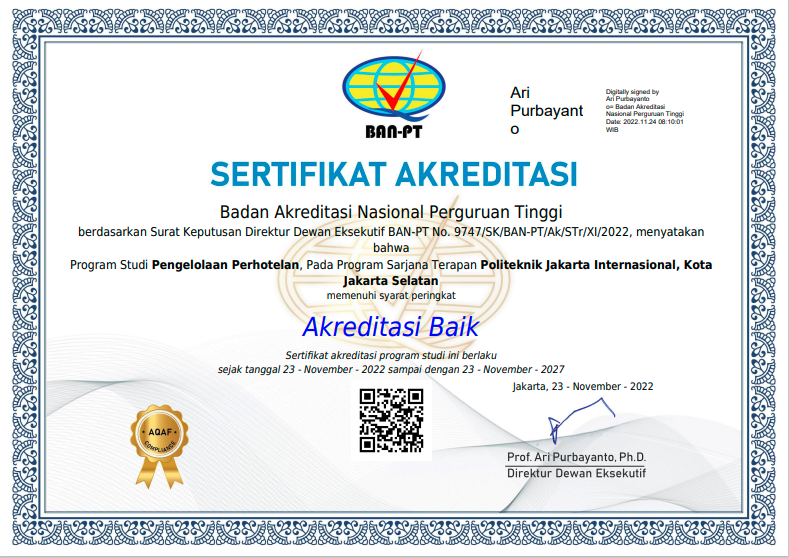 BAN-PT
Ari
Purbayant
o
Digitally signed by
Ari Purbayanto
o= Badan Akreditasi
Nasional Perguruan Tinggi
Date: 2022.11.24 08:10:01
WIB
SERTIFIKAT AKREDITASI
Badan Akreditasi Nasional Perguruan Tinggi
berdasarkan Surat Keputusan Direktur Dewan Eksekutif BAN-PT No. 9747/SK/BAN-PT/Ak/STr/XI/2022, menyatakan
bahwa
Program Studi Pengelolaan Perhotelan, Pada Program Sarjana Terapan Politeknik Jakarta Internasional, Kota
Jakarta Selatan
memenuhi syarat peringkat
Akreditasi Baik
Sertifikat akreditasi program studi ini berlaku
sejak tanggal 23 - November - 2022 sampai dengan 23 - November - 2027
Jakarta, 23 - November - 2022
AQAF
COMPLIANCE
Prof. Ari Purbayanto, Ph.D.
Direktur Dewan Eksekutif